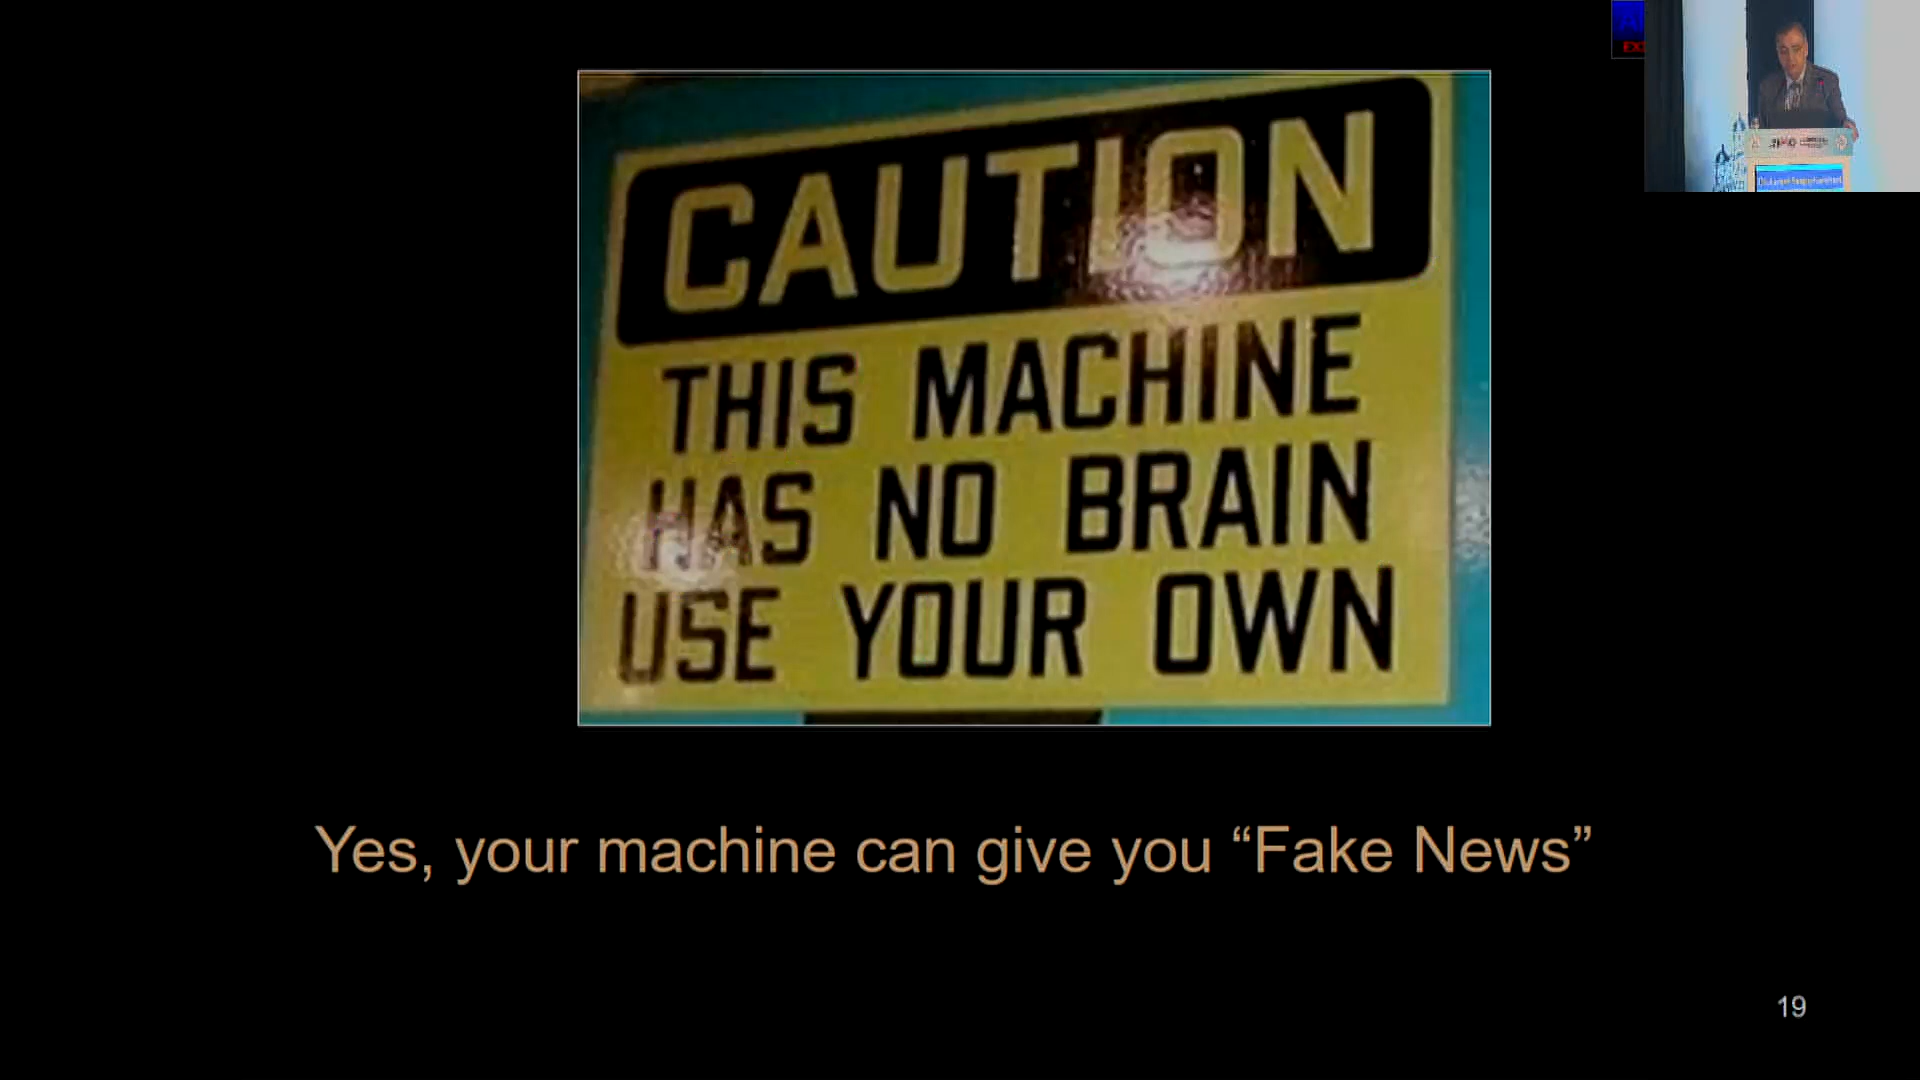 CAUTION
THIS MACHINE
HAS NO BRAIN
USE YOUR OWN
Yes, your machine can give you “Fake News”
19